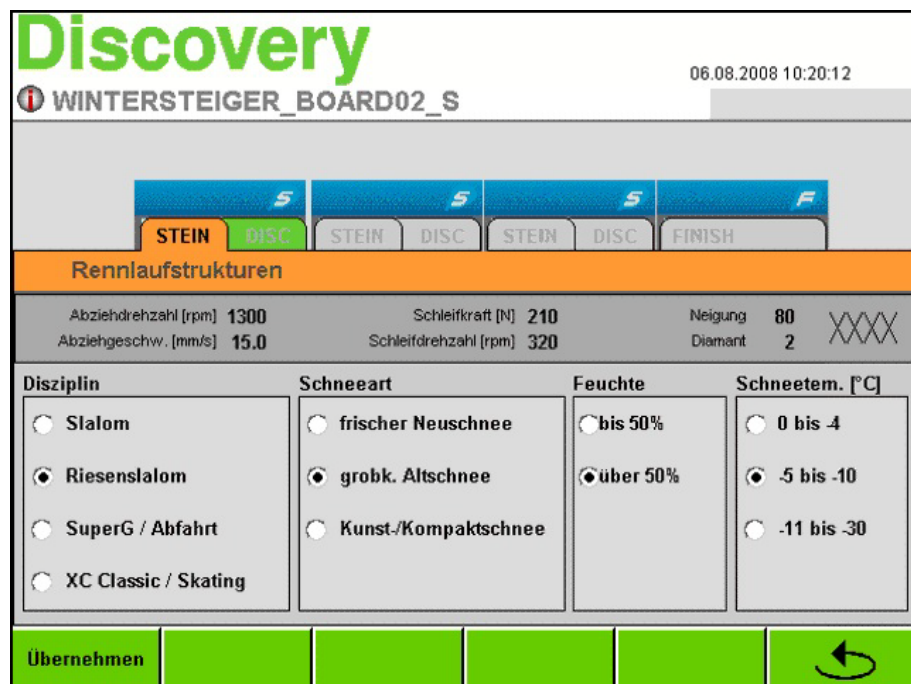 Discovery
06.08.2008 10:20:12
WINTERSTEIGER_BOARD02_S
S S S F
STEIN DISC STEIN DISC STEIN DISC FINISH
Rennlaufstrukturen
Abziehdrehzahl [rpm] 1300 Schleifkraft [N] 210 Neigung 80
Abziehgeschw. [mm/s] 15.0 Schleifdrehzahl [rpm] 320 Diamant 2
Disziplin Schneeart Feuchte Schneetem. [°C]
Slalom frischer Neuschnee bis 50% 0 bis -4
Riesenslalom grobk. Altschnee über 50% -5 bis -10
SuperG / Abfahrt Kunst-/Kompaktschnee -11 bis -30
XC Classic / Skating
Übernehmen